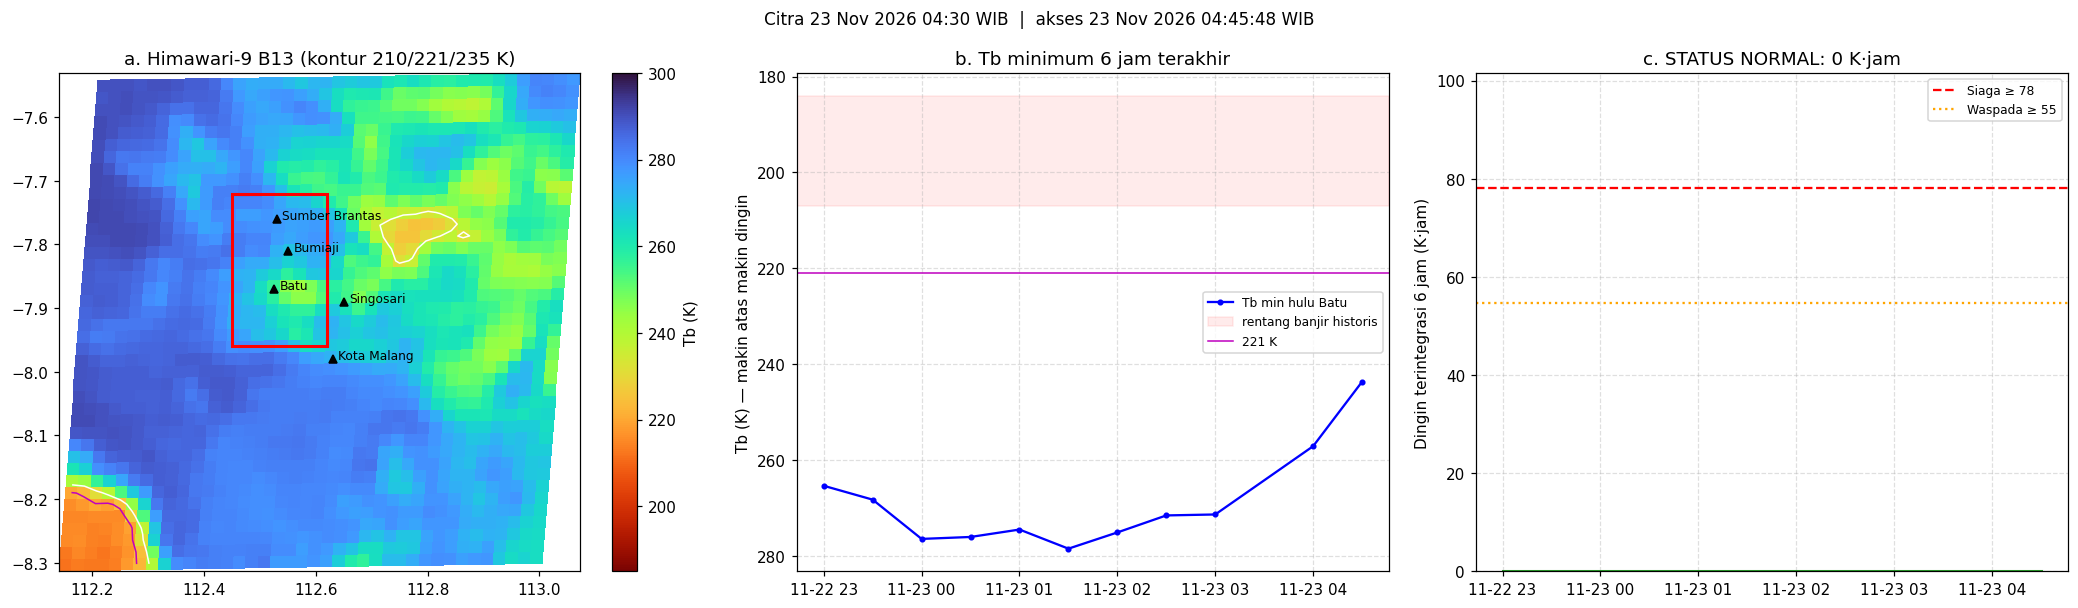 Citra 23 Nov 2026 04:30 WIB  |  akses 23 Nov 2026 04:45:48 WIB
a. Himawari-9 B13 (kontur 210/221/235 K)
−7.6
−7.7
−7.8
−7.9
−8.0
−8.1
−8.2
−8.3
112.2
112.4
112.6
112.8
113.0
Sumber Brantas
Bumiaji
Batu
Singosari
Kota Malang
300
280
260
240
220
200
Tb (K)
b. Tb minimum 6 jam terakhir
Tb (K) — makin atas makin dingin
180
200
220
240
260
280
Tb min hulu Batu
rentang banjir historis
221 K
11-22 23
11-23 00
11-23 01
11-23 02
11-23 03
11-23 04
c. STATUS NORMAL: 0 K·jam
Dingin terintegrasi 6 jam (K·jam)
100
80
60
40
20
0
Siaga ≥ 78
Waspada ≥ 55
11-22 23
11-23 00
11-23 01
11-23 02
11-23 03
11-23 04